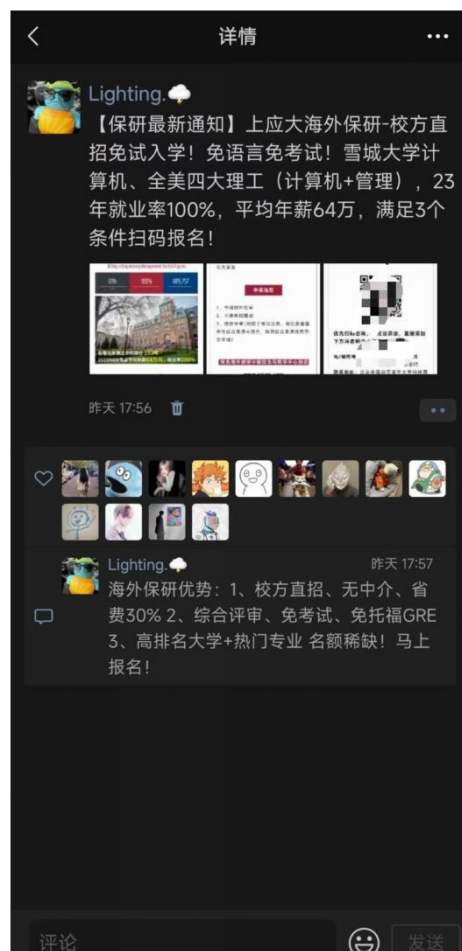 详情
Lighting.
【保研最新通知】上应大海外保研-校方直
招免试入学！免语言免考试！雪城大学计
算机、全美四大理工（计算机+管理），23
年就业率100%，平均年薪64万，满足3个
条件扫码报名！
申请流程
昨天 17:56
Lighting.
昨天 17:57
海外保研优势：1、校方直招、无中介、省
费30% 2、综合评审、免考试、免托福GRE
3、高排名大学+热门专业 名额稀缺！马上
报名！
评论
发送